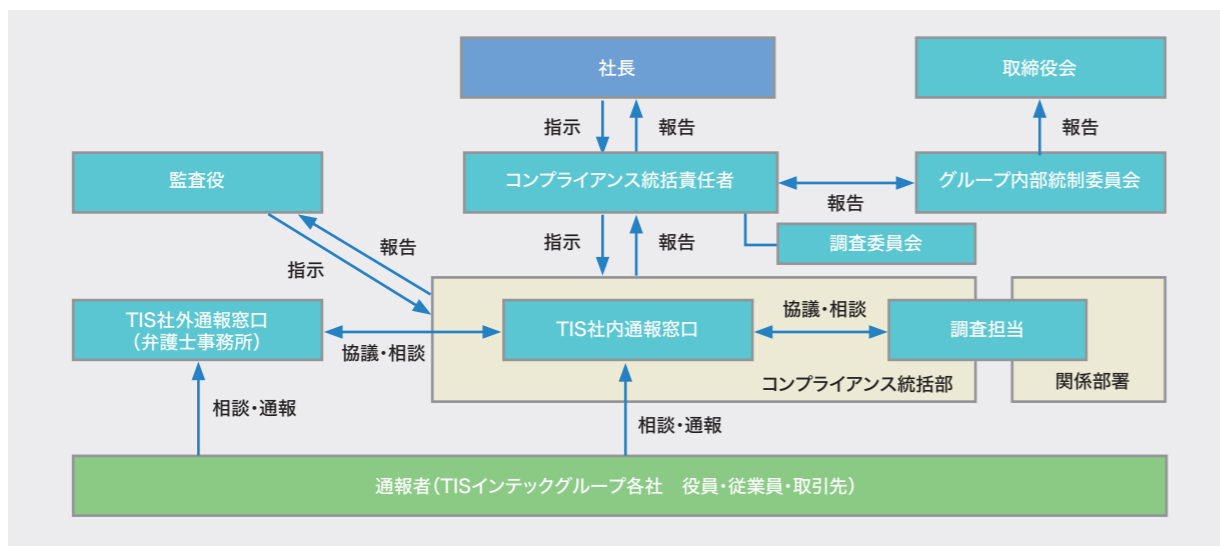 社長
取締役会
指示
報告
報告
監査役
コンプライアンス統括責任者
グループ内部統制委員会
報告
指示
報告
調査委員会
報告
指示
TIS社外通報窓口
（弁護士事務所）
協議・相談
TIS社内通報窓口
協議・相談
調査担当
コンプライアンス統括部
関係部署
相談・通報
相談・通報
通報者（TISインテックグループ各社　役員・従業員・取引先）